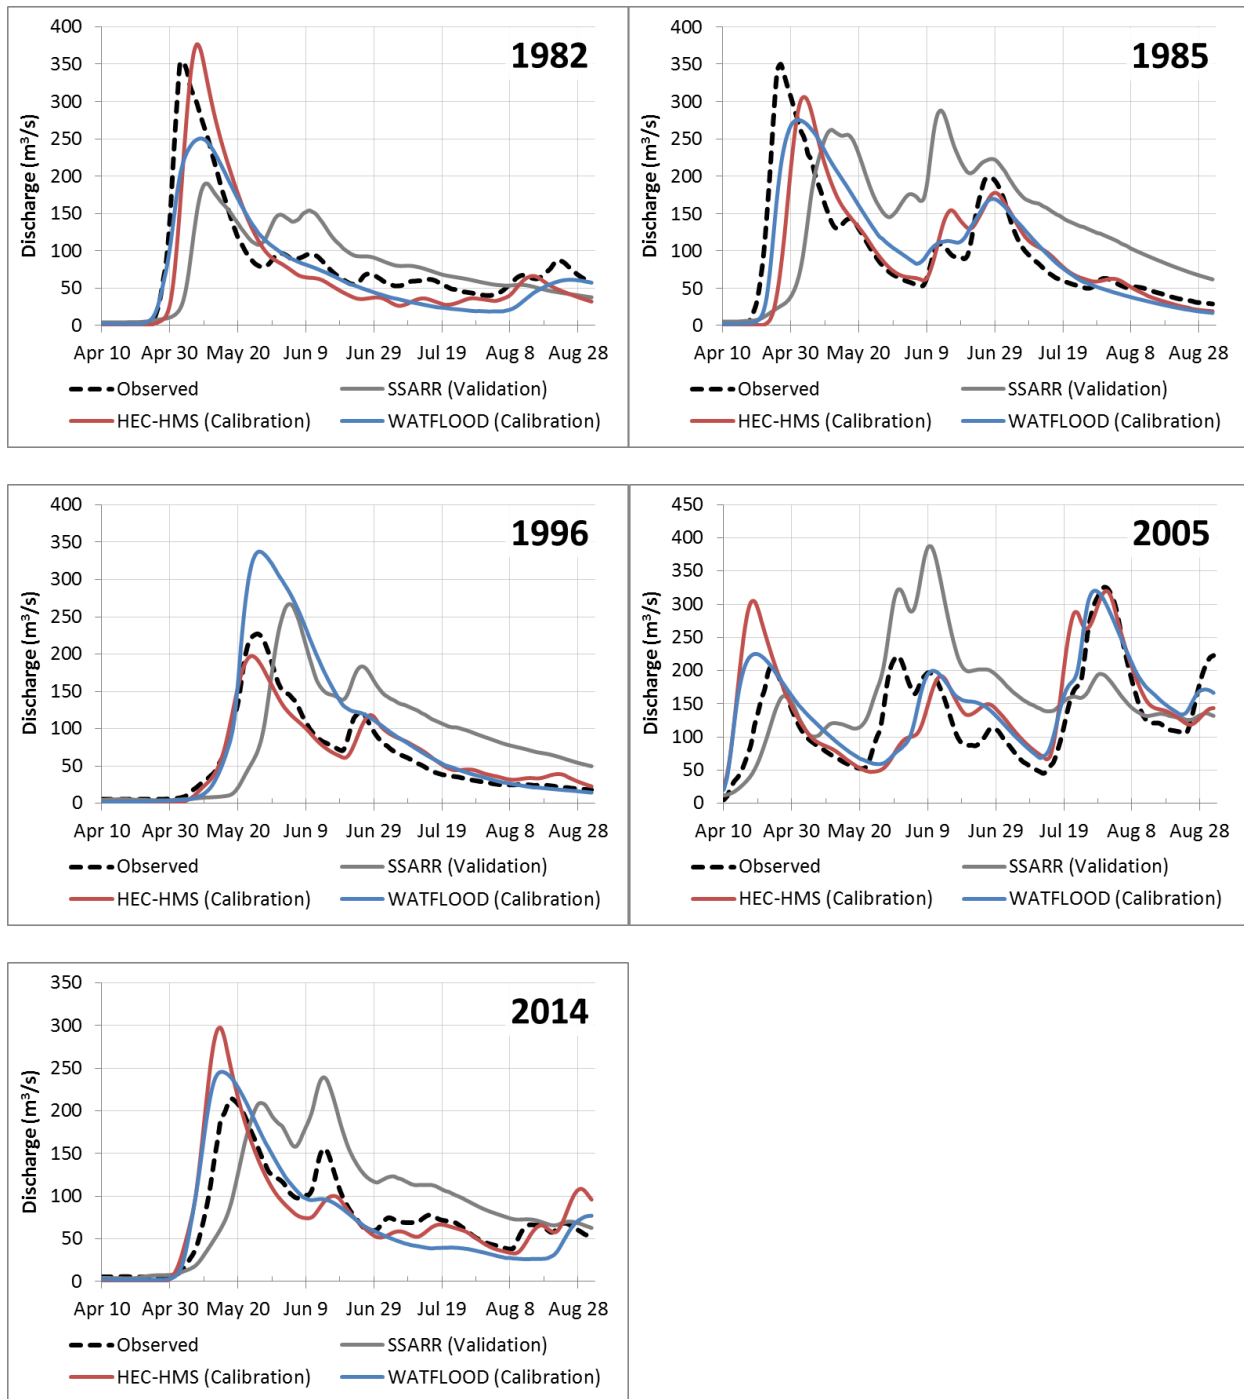 1982
Discharge (m³/s)
400
350
300
250
200
150
100
50
0
Apr 10 Apr 30 May 20 Jun 9 Jun 29 Jul 19 Aug 8 Aug 28
Observed SSARR (Validation)
HEC-HMS (Calibration) WATFLOOD (Calibration)
1985
Discharge (m³/s)
400
350
300
250
200
150
100
50
0
Apr 10 Apr 30 May 20 Jun 9 Jun 29 Jul 19 Aug 8 Aug 28
Observed SSARR (Validation)
HEC-HMS (Calibration) WATFLOOD (Calibration)
1996
Discharge (m³/s)
400
350
300
250
200
150
100
50
0
Apr 10 Apr 30 May 20 Jun 9 Jun 29 Jul 19 Aug 8 Aug 28
Observed SSARR (Validation)
HEC-HMS (Calibration) WATFLOOD (Calibration)
2005
Discharge (m³/s)
450
400
350
300
250
200
150
100
50
0
Apr 10 Apr 30 May 20 Jun 9 Jun 29 Jul 19 Aug 8 Aug 28
Observed SSARR (Validation)
HEC-HMS (Calibration) WATFLOOD (Calibration)
2014
Discharge (m³/s)
350
300
250
200
150
100
50
0
Apr 10 Apr 30 May 20 Jun 9 Jun 29 Jul 19 Aug 8 Aug 28
Observed SSARR (Validation)
HEC-HMS (Calibration) WATFLOOD (Calibration)